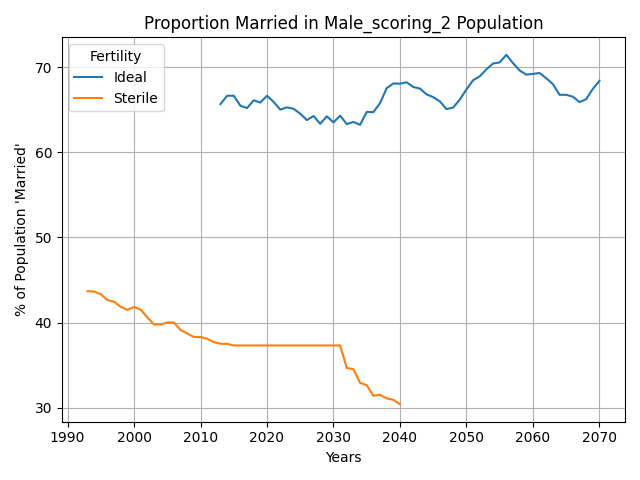 Proportion Married in Male_scoring_2 Population
Fertility
Ideal
Sterile
% of Population 'Married'
70
60
50
40
30
1990 2000 2010 2020 2030 2040 2050 2060 2070
Years